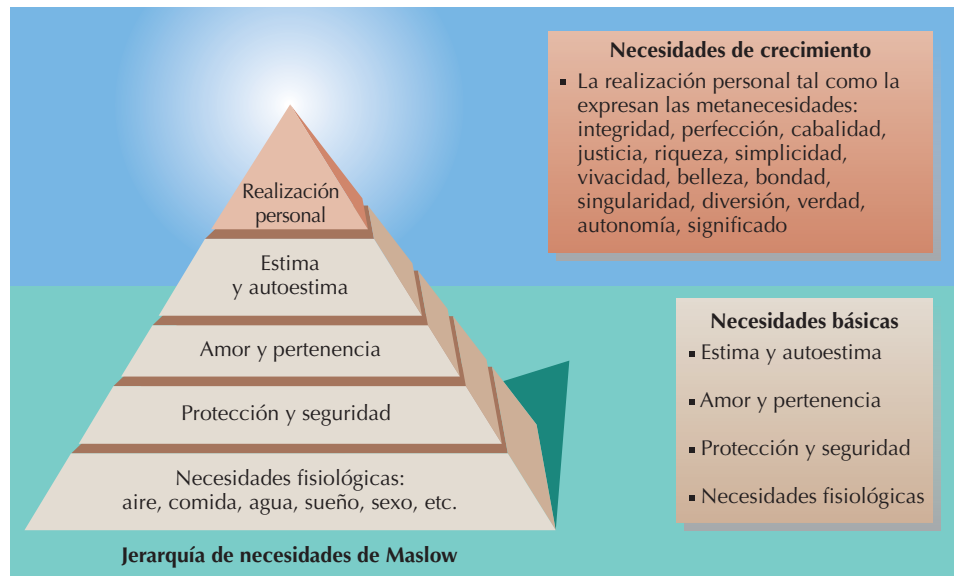 Realización
personal
Estima
y autoestima
Amor y pertenencia
Protección y seguridad
Necesidades fisiológicas:
aire, comida, agua, sueño, sexo, etc.
Jerarquía de necesidades de Maslow
Necesidades de crecimiento
▪ La realización personal tal como la
expresan las metanecesidades:
integridad, perfección, cabalidad,
justicia, riqueza, simplicidad,
vivacidad, belleza, bondad,
singularidad, diversión, verdad,
autonomía, significado
Necesidades básicas
▪ Estima y autoestima
▪ Amor y pertenencia
▪ Protección y seguridad
▪ Necesidades fisiológicas